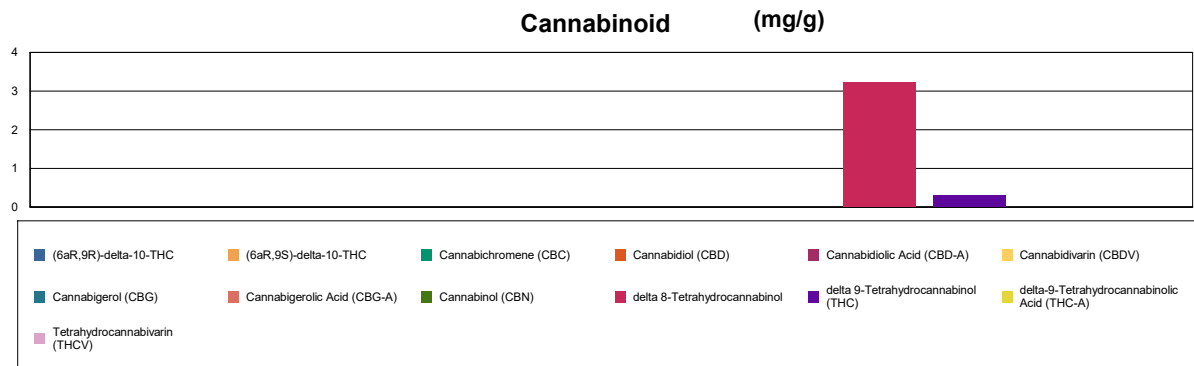 Cannabinoid (mg/g)
4
3
2
1
0
(6aR,9R)-delta-10-THC
(6aR,9S)-delta-10-THC
Cannabichromene (CBC)
Cannabidiol (CBD)
Cannabidiolic Acid (CBD-A)
Cannabidivarin (CBDV)
Cannabigerol (CBG)
Cannabigerolic Acid (CBG-A)
Cannabinol (CBN)
delta 8-Tetrahydrocannabinol
delta 9-Tetrahydrocannabinol
(THC)
delta-9-Tetrahydrocannabinolic
Acid (THC-A)
Tetrahydrocannabivarin
(THCV)